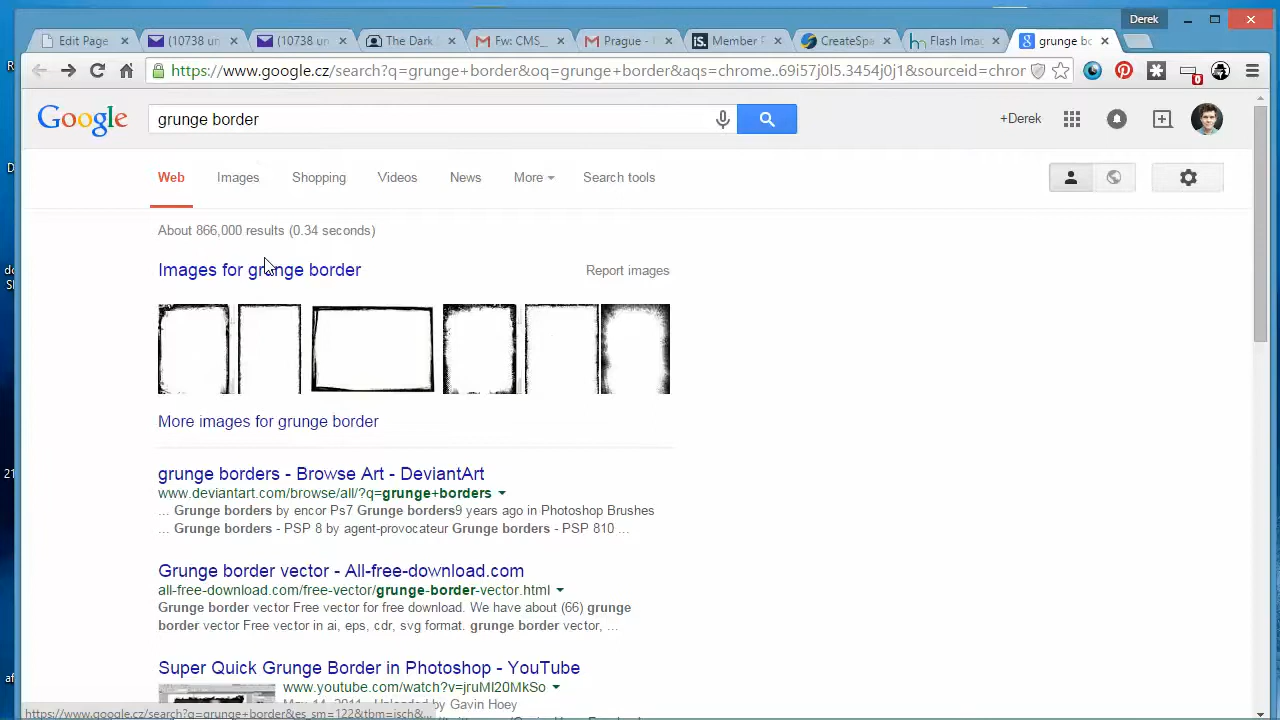 Derek
Edit Page
(10738 un
(10738 un
The Dark
Fw: CMS_
Prague -
Member
CreateSpa
Flash Imag
grunge bo
https://www.google.cz/search?q=grunge+border&oq=grunge+border&aqs=chrome..69i57j0l5.3454j0j1&sourceid=chrom
0
Google
grunge border
+Derek
Web
Images
Shopping
Videos
News
More
Search tools
About 866,000 results (0.34 seconds)
Images for grunge border
Report images
More images for grunge border
grunge borders - Browse Art - DeviantArt
www.deviantart.com/browse/all/?q=grunge+borders
... Grunge borders by encor Ps7 Grunge borders9 years ago in Photoshop Brushes
... Grunge borders - PSP 8 by agent-provocateur Grunge borders - PSP 810 ...
Grunge border vector - All-free-download.com
all-free-download.com/free-vector/grunge-border-vector.html
Grunge border vector Free vector for free download. We have about (66) grunge
border vector Free vector in ai, eps, cdr, svg format. grunge border vector, ...
Super Quick Grunge Border in Photoshop - YouTube
www.youtube.com/watch?v=jruMI20MkSo
May 14, 2011 - Uploaded by Gavin Hoey
https://www.google.cz/search?q=grunge+border&es_sm=122&tbm=isch&...